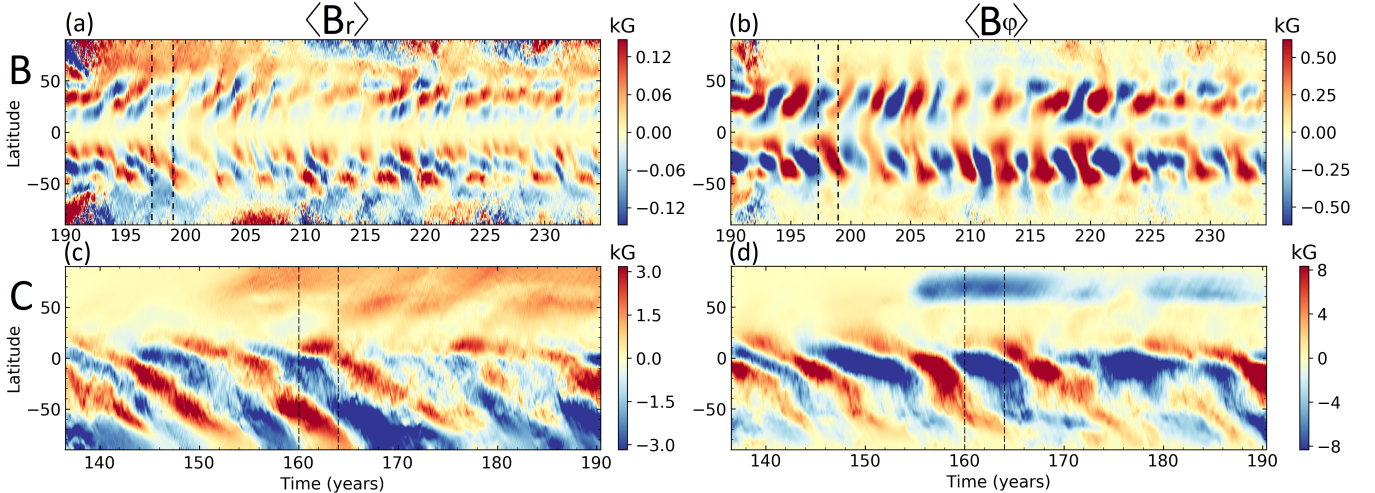 (a) ⟨Br⟩ kG (b) ⟨Bφ⟩ kG
B
Latitude
50
0
−50
0.12
0.06
0.00
−0.06
−0.12
50
0
−50
0.50
0.25
0.00
−0.25
−0.50
190 195 200 205 210 215 220 225 230
190 195 200 205 210 215 220 225 230
(c) kG (d) kG
C
Latitude
50
0
−50
3.0
1.5
0.0
−1.5
−3.0
50
0
−50
8
4
0
−4
−8
140 150 160 170 180 190
140 150 160 170 180 190
Time (years) Time (years)